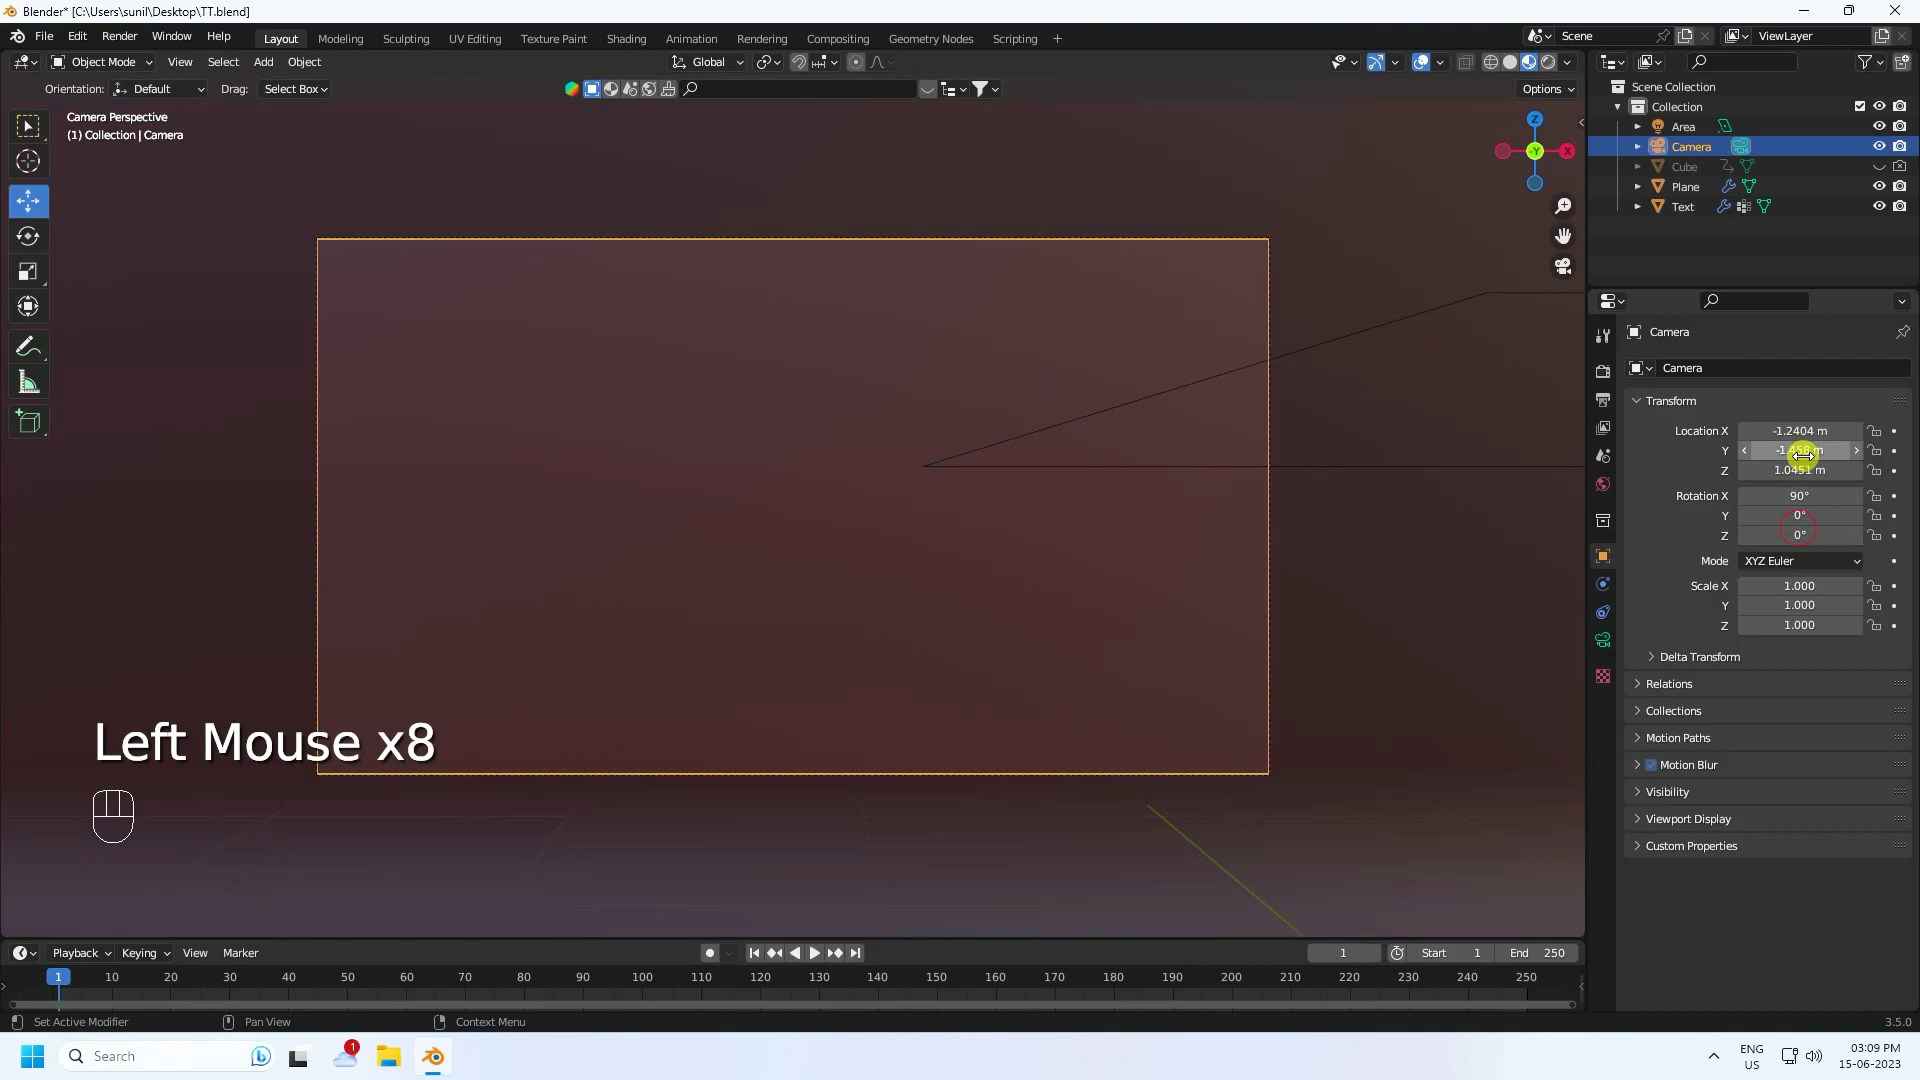 Blender* [C:\Users\sunil\Desktop\TT.blend]
File Edit Render Window Help Layout Modeling Sculpting UV Editing Texture Paint Shading Animation Rendering Compositing Geometry Nodes Scripting + Scene ViewLayer
Object Mode View Select Add Object Global
Orientation: Default Drag: Select Box Options
Camera Perspective
(1) Collection | Camera
Z
-Y
X
Scene Collection
Collection
Area
Camera
Cube
Plane
Text
Camera
Camera
Transform
Location X -1.2404 m
Y -1.458 m
Z 1.0451 m
Rotation X 90°
Y 0°
Z 0°
Mode XYZ Euler
Scale X 1.000
Y 1.000
Z 1.000
Delta Transform
Relations
Collections
Motion Paths
Motion Blur
Visibility
Viewport Display
Custom Properties
Left Mouse x8
Playback Keying View Marker 1 Start 1 End 250
1 10 20 30 40 50 60 70 80 90 100 110 120 130 140 150 160 170 180 190 200 210 220 230 240 250
Set Active Modifier Pan View Context Menu 3.5.0
Search 1 ENG US 03:09 PM 15-06-2023